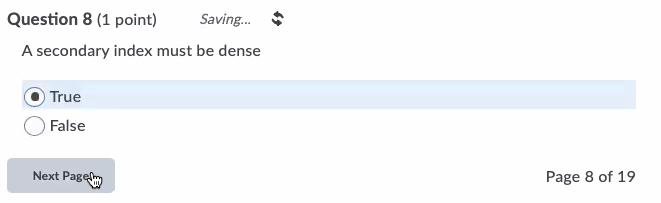 Question 8 (1 point) Saving...
A secondary index must be dense
True
False
Next Page Page 8 of 19